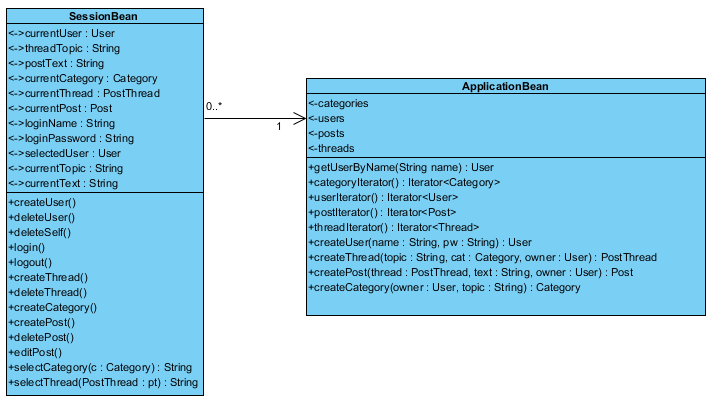 SessionBean
<->currentUser : User
<->threadTopic : String
<->postText : String
<->currentCategory : Category
<->currentThread : PostThread
<->currentPost : Post
<->loginName : String
<->loginPassword : String
<->selectedUser : User
<->currentTopic : String
<->currentText : String
+createUser()
+deleteUser()
+deleteSelf()
+login()
+logout()
+createThread()
+deleteThread()
+createCategory()
+createPost()
+deletePost()
+editPost()
+selectCategory(c : Category) : String
+selectThread(PostThread : pt) : String
0..*
1
ApplicationBean
<-categories
<-users
<-posts
<-threads
+getUserByName(String name) : User
+categoryIterator() : Iterator<Category>
+userIterator() : Iterator<User>
+postIterator() : Iterator<Post>
+threadIterator() : Iterator<Thread>
+createUser(name : String, pw : String) : User
+createThread(topic : String, cat : Category, owner : User) : PostThread
+createPost(thread : PostThread, text : String, owner : User) : Post
+createCategory(owner : User, topic : String) : Category